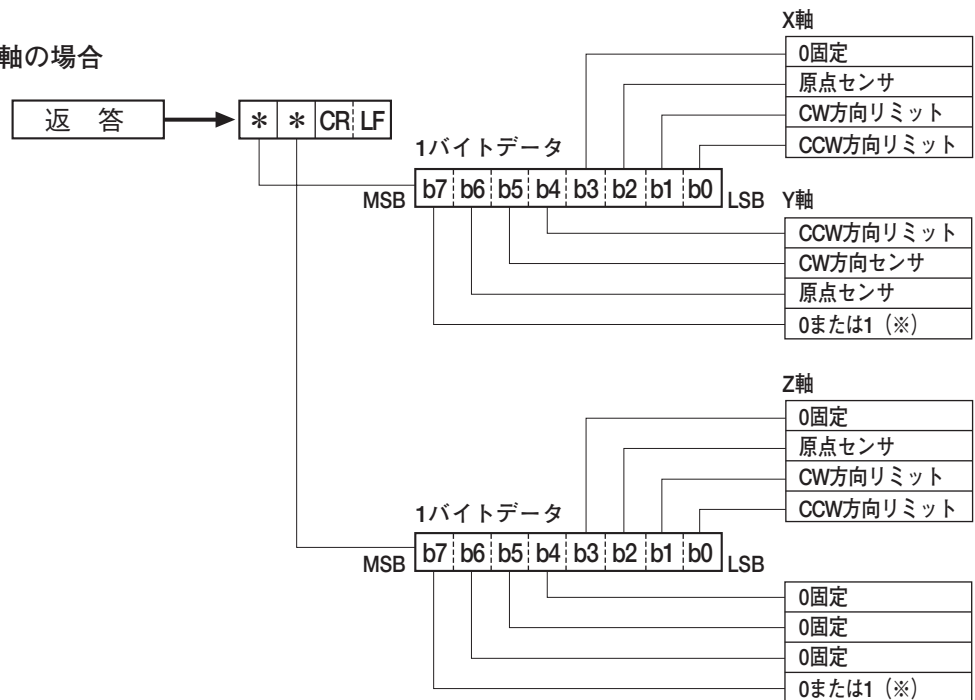 軸の場合
返 答
* * CR LF
X軸
0固定
原点センサ
CW方向リミット
CCW方向リミット
1バイトデータ
MSB b7 b6 b5 b4 b3 b2 b1 b0 LSB
Y軸
CCW方向リミット
CW方向センサ
原点センサ
0または1（※）
Z軸
0固定
原点センサ
CW方向リミット
CCW方向リミット
1バイトデータ
MSB b7 b6 b5 b4 b3 b2 b1 b0 LSB
0固定
0固定
0固定
0または1（※）